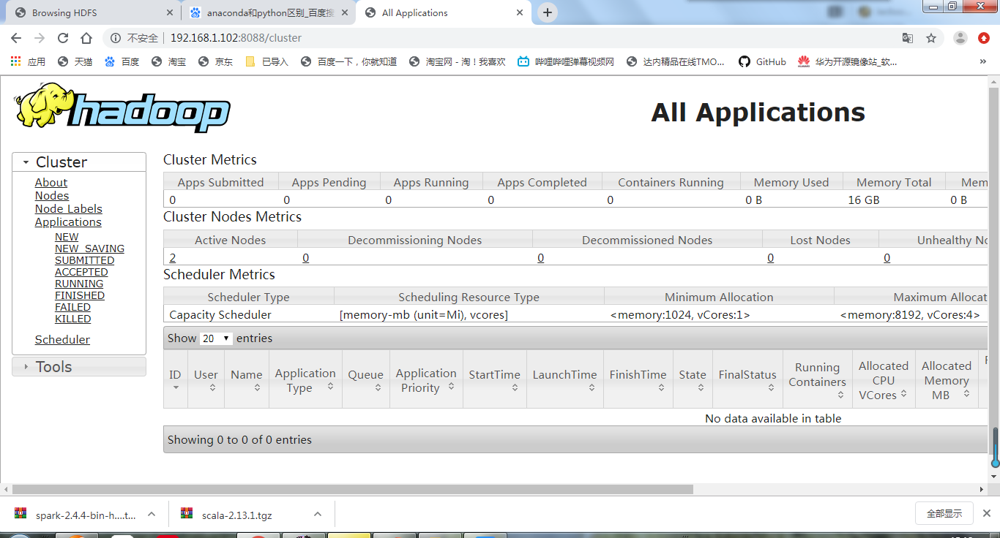 Browsing HDFS
anaconda和python区别_百度搜
All Applications
不安全 192.168.1.102:8088/cluster
应用 天猫 百度 淘宝 京东 已导入 百度一下，你就知道 淘宝网 - 淘！我喜欢 哔哩哔哩弹幕视频网 达内精品在线TMO... GitHub 华为开源镜像站_软... »
hadoop
All Applications
Cluster
About
Nodes
Node Labels
Applications
NEW
NEW_SAVING
SUBMITTED
ACCEPTED
RUNNING
FINISHED
FAILED
KILLED
Scheduler
Tools
Cluster Metrics
Apps Submitted Apps Pending Apps Running Apps Completed Containers Running Memory Used Memory Total Mem
0 0 0 0 0 0 B 16 GB 0 B
Cluster Nodes Metrics
Active Nodes Decommissioning Nodes Decommissioned Nodes Lost Nodes Unhealthy No
2 0 0 0 0
Scheduler Metrics
Scheduler Type Scheduling Resource Type Minimum Allocation Maximum Allocat
Capacity Scheduler [memory-mb (unit=Mi), vcores] <memory:1024, vCores:1> <memory:8192, vCores:4>
Show 20 entries
ID User Name Application Type Queue Application Priority StartTime LaunchTime FinishTime State FinalStatus Running Containers Allocated CPU VCores Allocated Memory MB
No data available in table
Showing 0 to 0 of 0 entries
spark-2.4.4-bin-h....t...
scala-2.13.1.tgz
全部显示